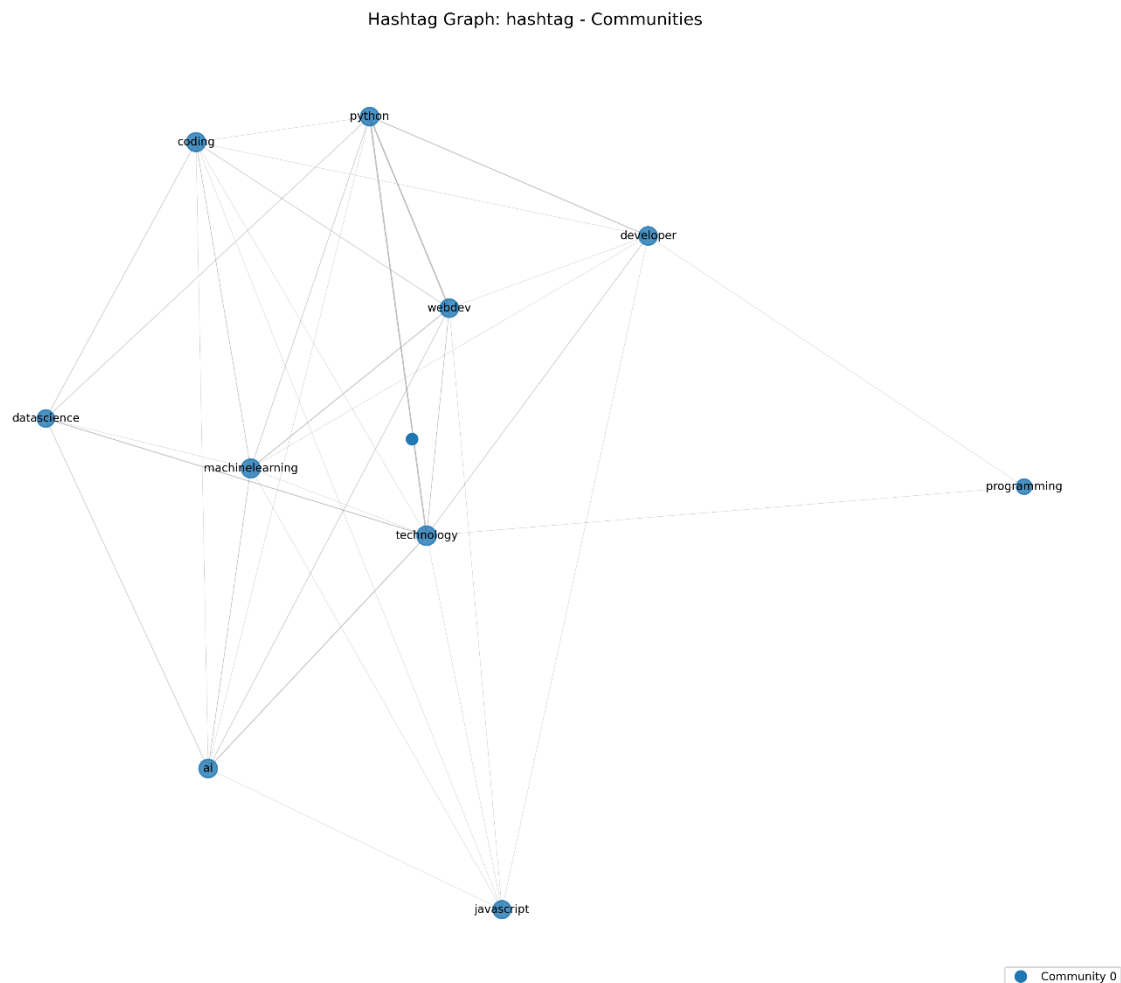 Hashtag Graph: hashtag - Communities
python
coding
developer
webdev
datascience
machinelearning
programming
technology
ai
javascript
Community 0